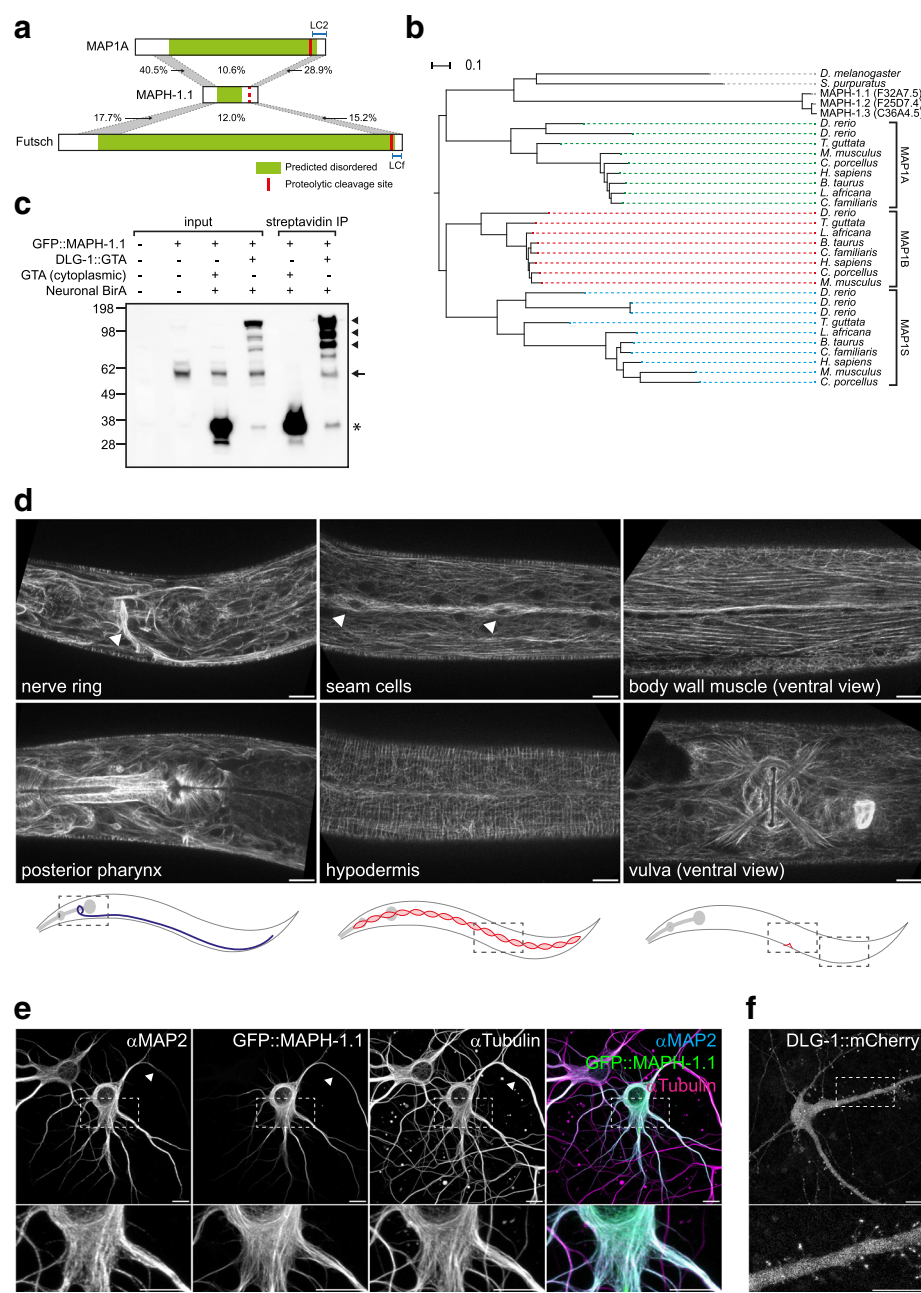 a
LC2
MAP1A
40.5%
10.6%
28.9%
MAPH-1.1
17.7%
12.0%
15.2%
Futsch
LCf
Predicted disordered
Proteolytic cleavage site
b
0.1
D. melanogaster
S. purpuratus
MAPH-1.1 (F32A7.5)
MAPH-1.2 (F25D7.4)
MAPH-1.3 (C36A4.5)
D. rerio
D. rerio
T. guttata
M. musculus
C. porcellus
H. sapiens
B. taurus
L. africana
C. familiaris
MAP1A
D. rerio
T. guttata
L. africana
B. taurus
C. familiaris
H. sapiens
C. porcellus
M. musculus
MAP1B
D. rerio
D. rerio
D. rerio
T. guttata
L. africana
B. taurus
C. familiaris
H. sapiens
M. musculus
C. porcellus
MAP1S
c
input streptavidin IP
GFP::MAPH-1.1 - + + + + +
DLG-1::GTA - - - + - +
GTA (cytoplasmic) - - + - + -
Neuronal BirA - - + + + +
198
98
62
49
38
28
*
d
nerve ring
seam cells
body wall muscle (ventral view)
posterior pharynx
hypodermis
vulva (ventral view)
e
αMAP2
GFP::MAPH-1.1
αTubulin
αMAP2
GFP::MAPH-1.1
αTubulin
f
DLG-1::mCherry